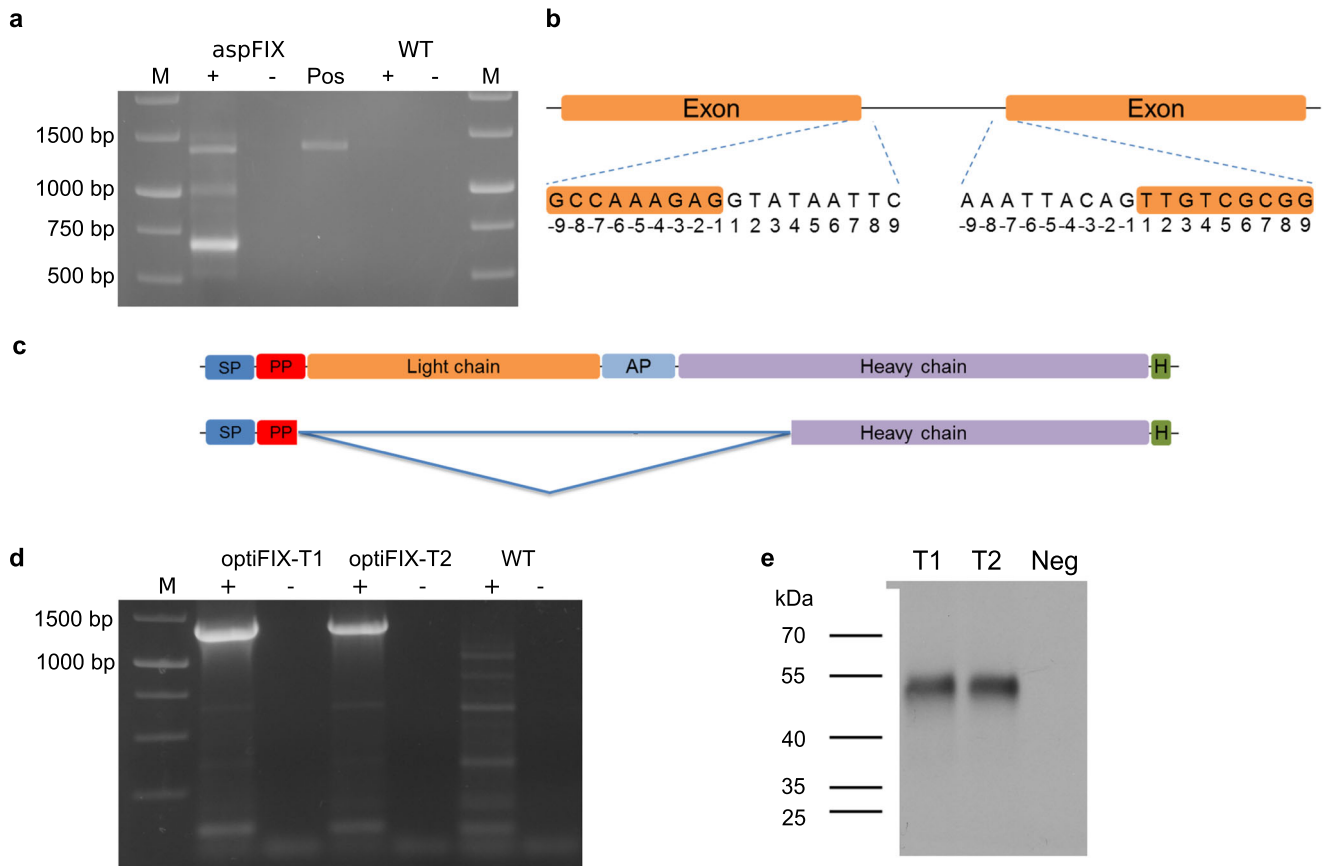 a
aspFIX WT
M + - Pos + - M
1500 bp
1000 bp
750 bp
500 bp
b
Exon Exon
G C C A A A G A G G T A T A A T T C A A A T T A C A G T T G T C G C G G
-9 -8 -7 -6 -5 -4 -3 -2 -1 1 2 3 4 5 6 7 8 9 -9 -8 -7 -6 -5 -4 -3 -2 -1 1 2 3 4 5 6 7 8 9
c
SP PP Light chain AP Heavy chain H
SP PP Heavy chain H
d
optiFIX-T1 optiFIX-T2 WT
M + - + - + -
1500 bp
1000 bp
e
T1 T2 Neg
kDa
70
55
40
35
25